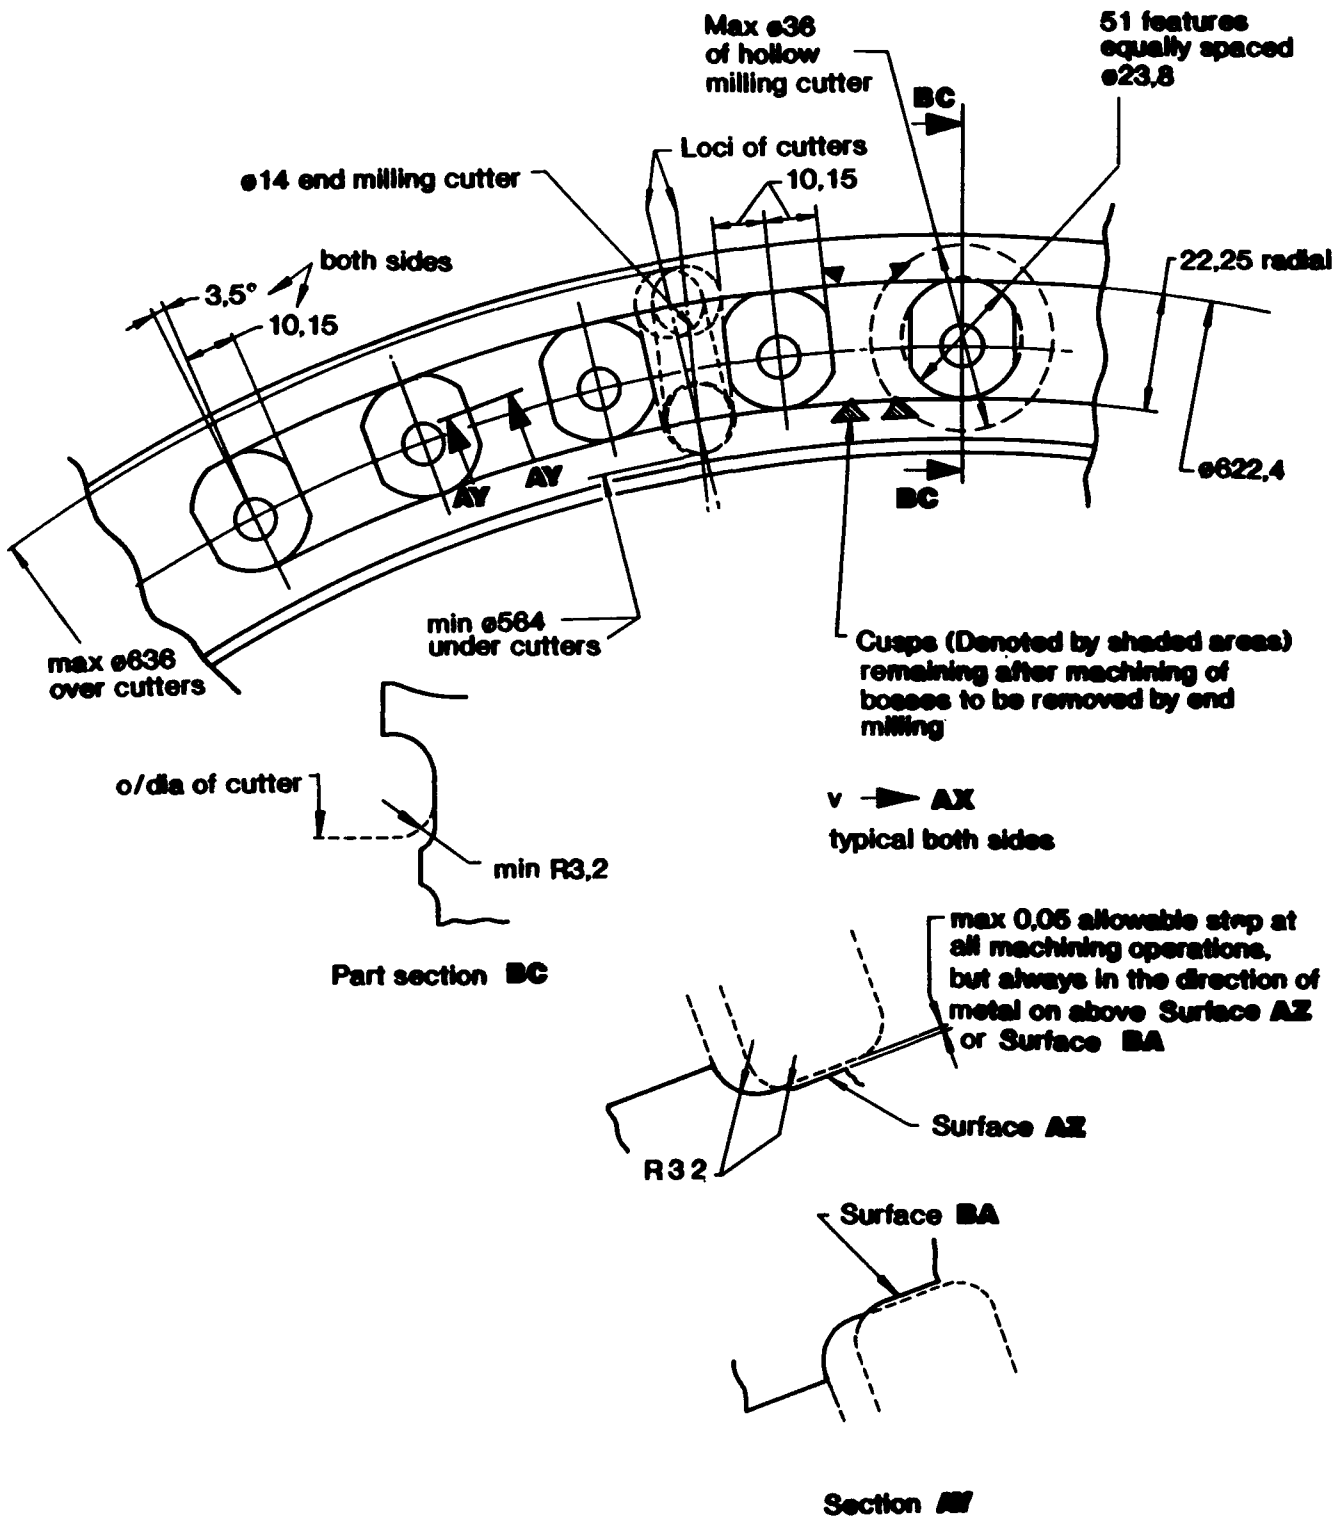 Max ø36
of hollow
milling cutter
51 features
equally spaced
ø23,8
BC
Loci of cutters
ø14 end milling cutter
10,15
both sides
3,5°
10,15
22,25 radial
ø622,4
AY
AY
BC
min ø564
under cutters
max ø636
over cutters
Cusps (Denoted by shaded areas)
remaining after machining of
bosses to be removed by end
milling
o/dia of cutter
min R3,2
v AX
typical both sides
Part section BC
max 0,05 allowable step at
all machining operations,
but always in the direction of
metal on above Surface AZ
or Surface BA
Surface AZ
R 3 2
Surface BA
Section AY